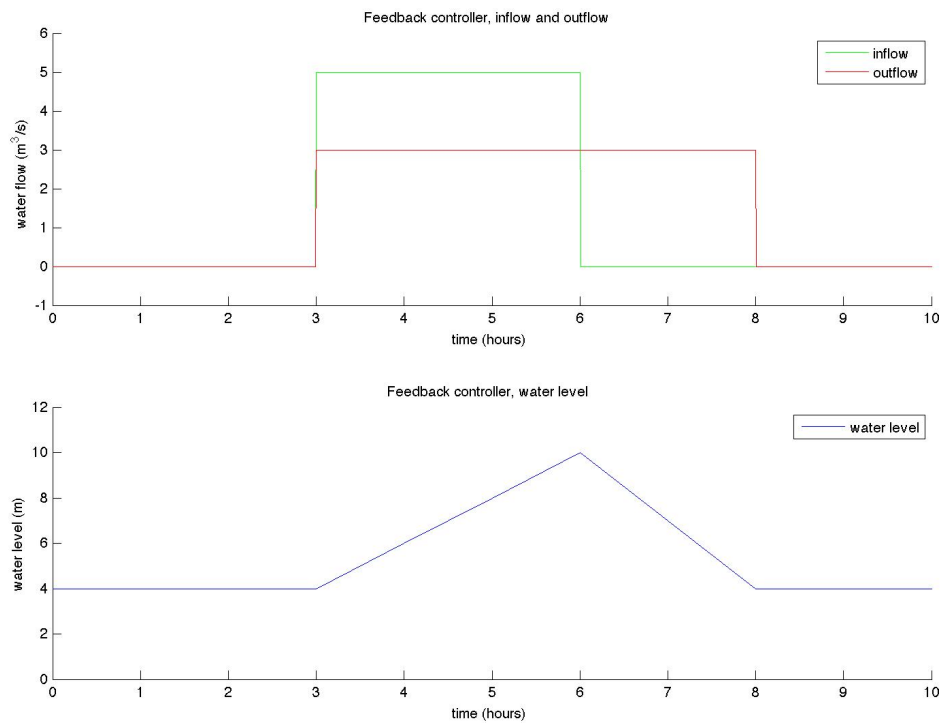 Feedback controller, inflow and outflow
6
5
4
3
2
1
0
-1
water flow (m^3/s)
inflow
outflow
0 1 2 3 4 5 6 7 8 9 10
time (hours)
Feedback controller, water level
12
10
8
6
4
2
0
water level (m)
water level
0 1 2 3 4 5 6 7 8 9 10
time (hours)